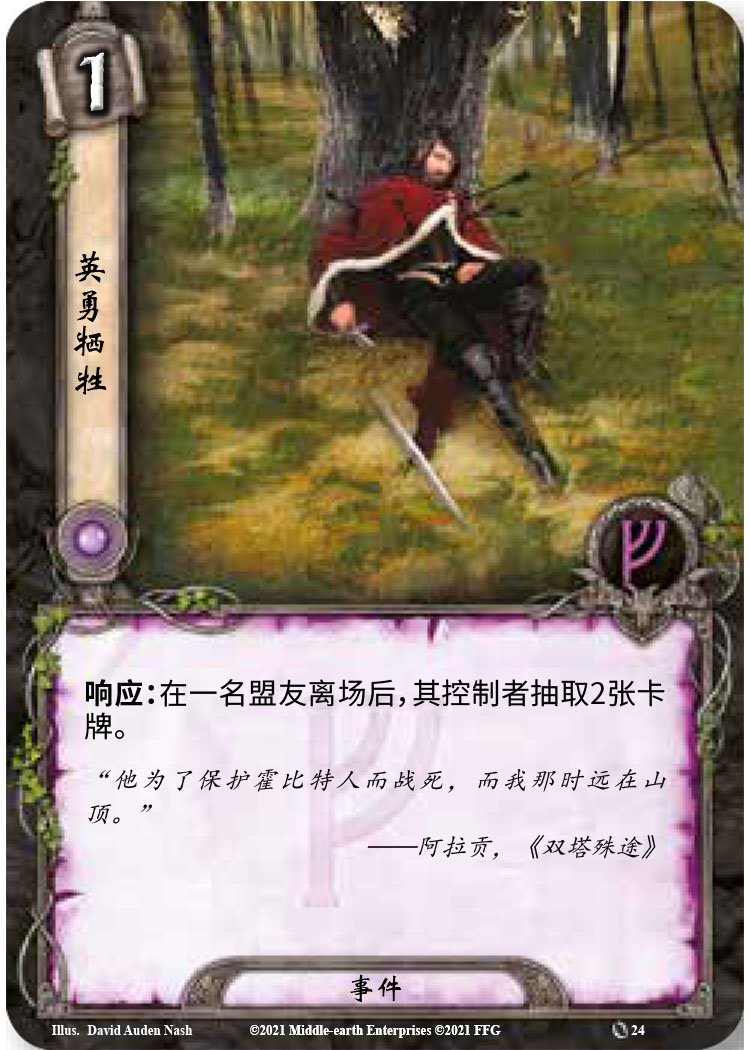 1
英勇牺牲
响应：在一名盟友离场后，其控制者抽取2张卡
牌。
“他为了保护霍比特人而战死，而我那时远在山
顶。”
——阿拉贡，《双塔殊途》
事件
Illus. David Auden Nash ©2021 Middle-earth Enterprises ©2021 FFG 24